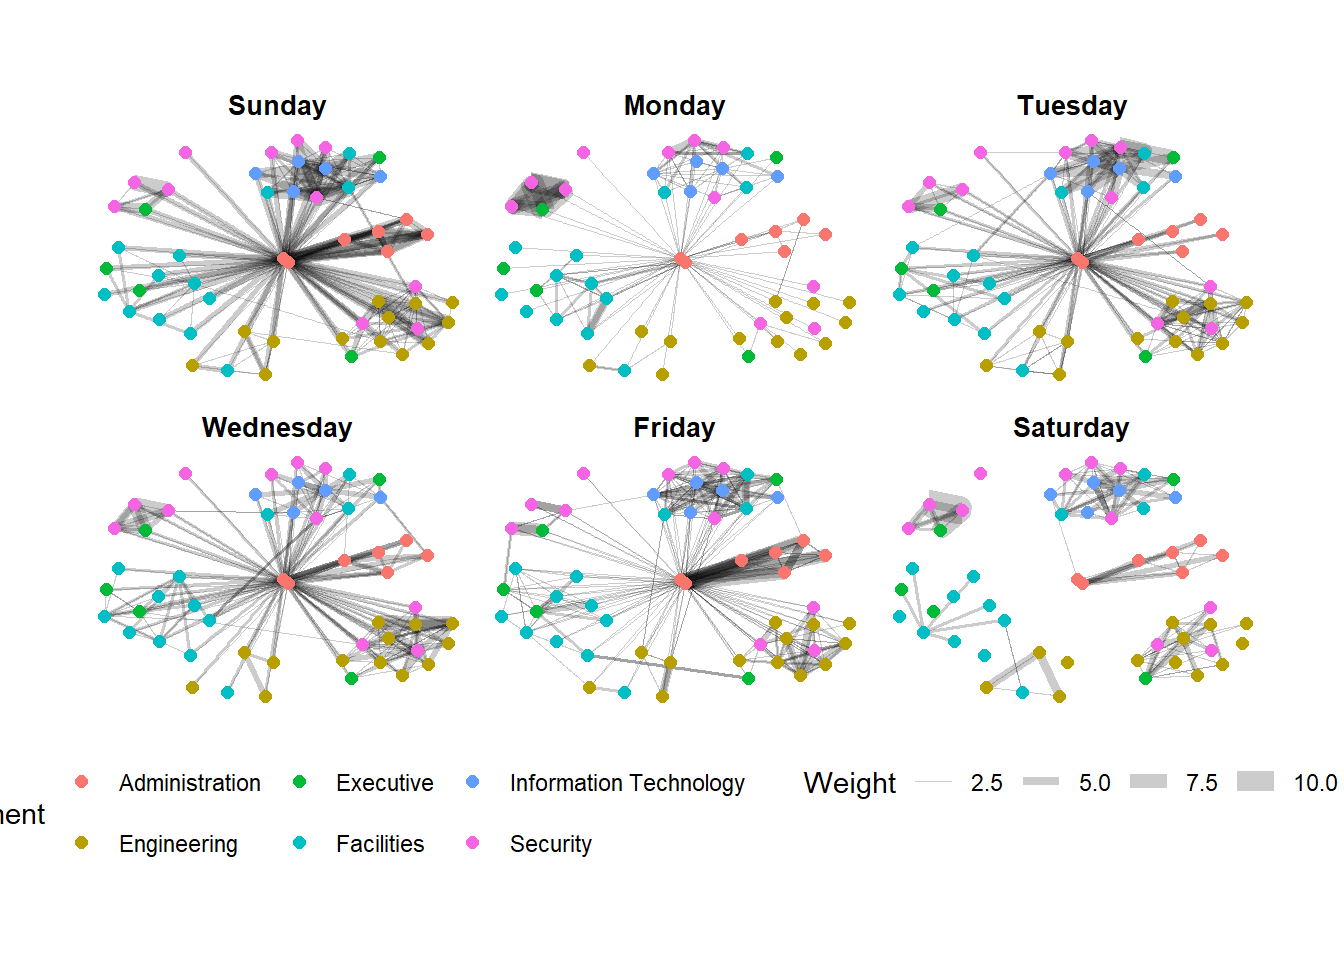 Sunday Monday Tuesday
Wednesday Friday Saturday
Administration Executive Information Technology Weight 2.5 5.0 7.5 10.0
Engineering Facilities Security